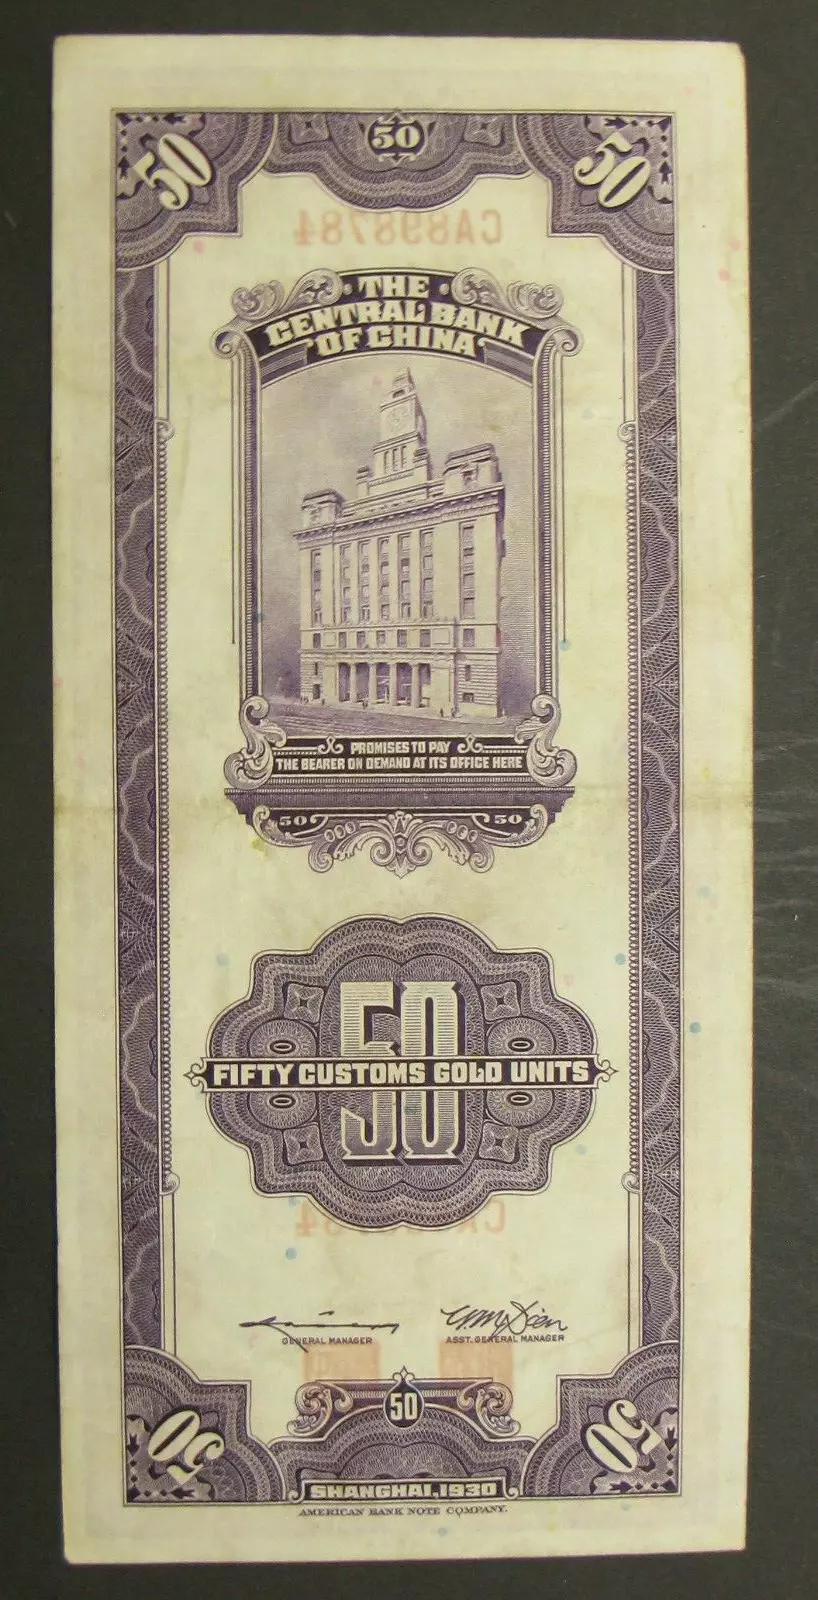 50 50 50
CA898784
THE
CENTRAL BANK
OF CHINA
PROMISES TO PAY
THE BEARER ON DEMAND AT ITS OFFICE HERE
50 50
50
FIFTY CUSTOMS GOLD UNITS
GENERAL MANAGER ASST. GENERAL MANAGER
50
50 50
SHANGHAI, 1930
AMERICAN BANK NOTE COMPANY.